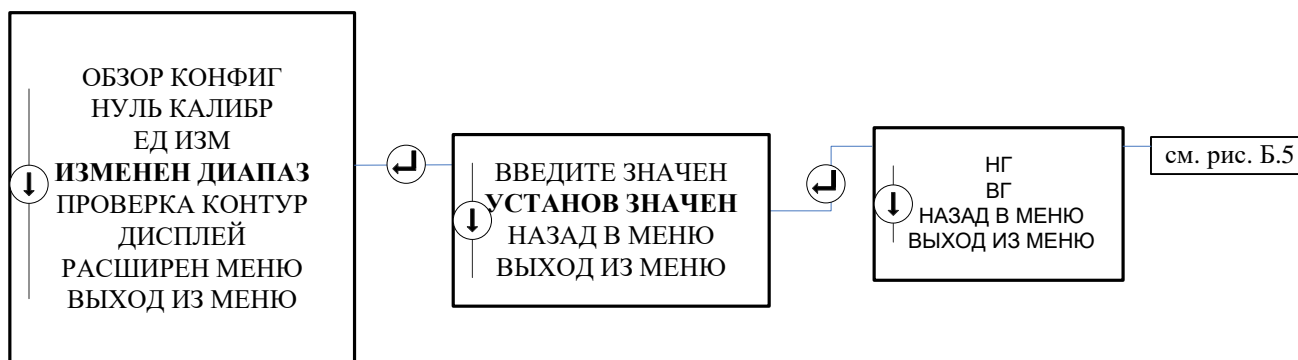 ОБЗОР КОНФИГ
НУЛЬ КАЛИБР
ЕД ИЗМ
ИЗМЕНЕН ДИАПАЗ
ПРОВЕРКА КОНТУР
ДИСПЛЕЙ
РАСШИРЕН МЕНЮ
ВЫХОД ИЗ МЕНЮ
ВВЕДИТЕ ЗНАЧЕН
УСТАНОВ ЗНАЧЕН
НАЗАД В МЕНЮ
ВЫХОД ИЗ МЕНЮ
НГ
ВГ
НАЗАД В МЕНЮ
ВЫХОД ИЗ МЕНЮ
см. рис. Б.5